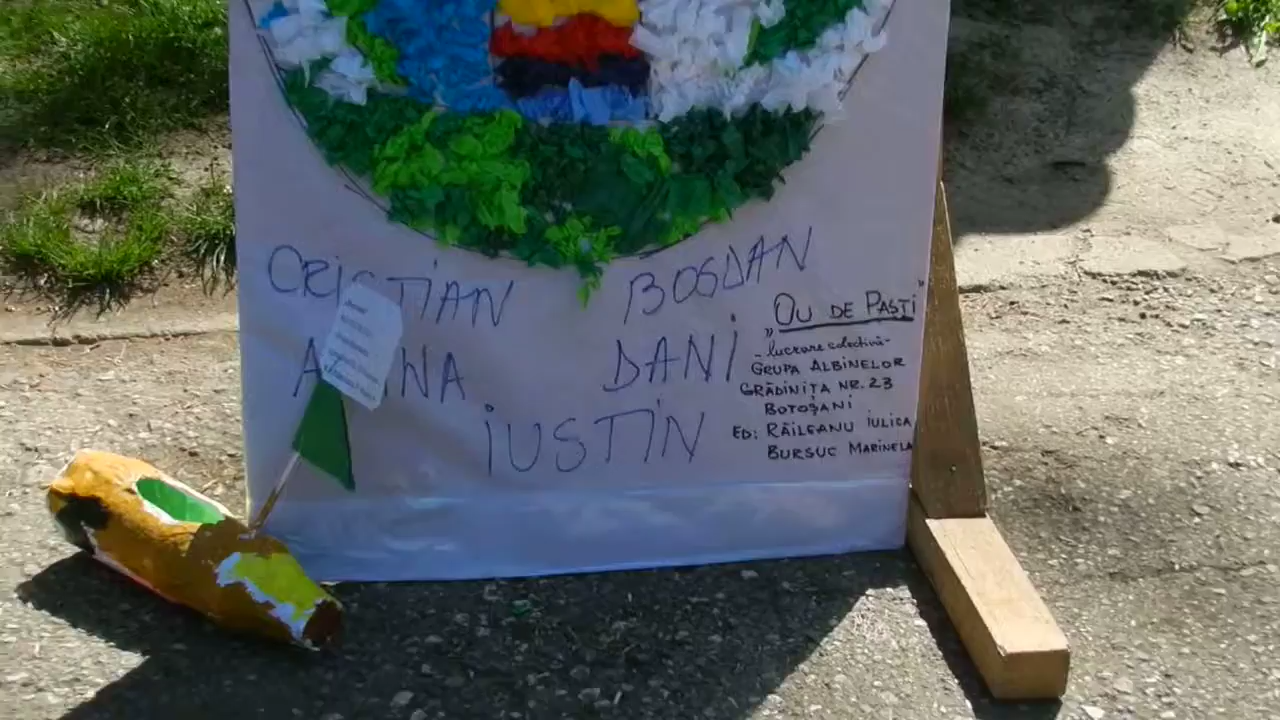 CRISTIAN BOGDAN
DANI
IUSTIN
„OU DE PAȘTI"
-lucrare colectivă-
GRUPA ALBINELOR
GRĂDINIȚA NR. 23
BOTOȘANI
ED: RĂILEANU IULICA
BURSUC MARINELA